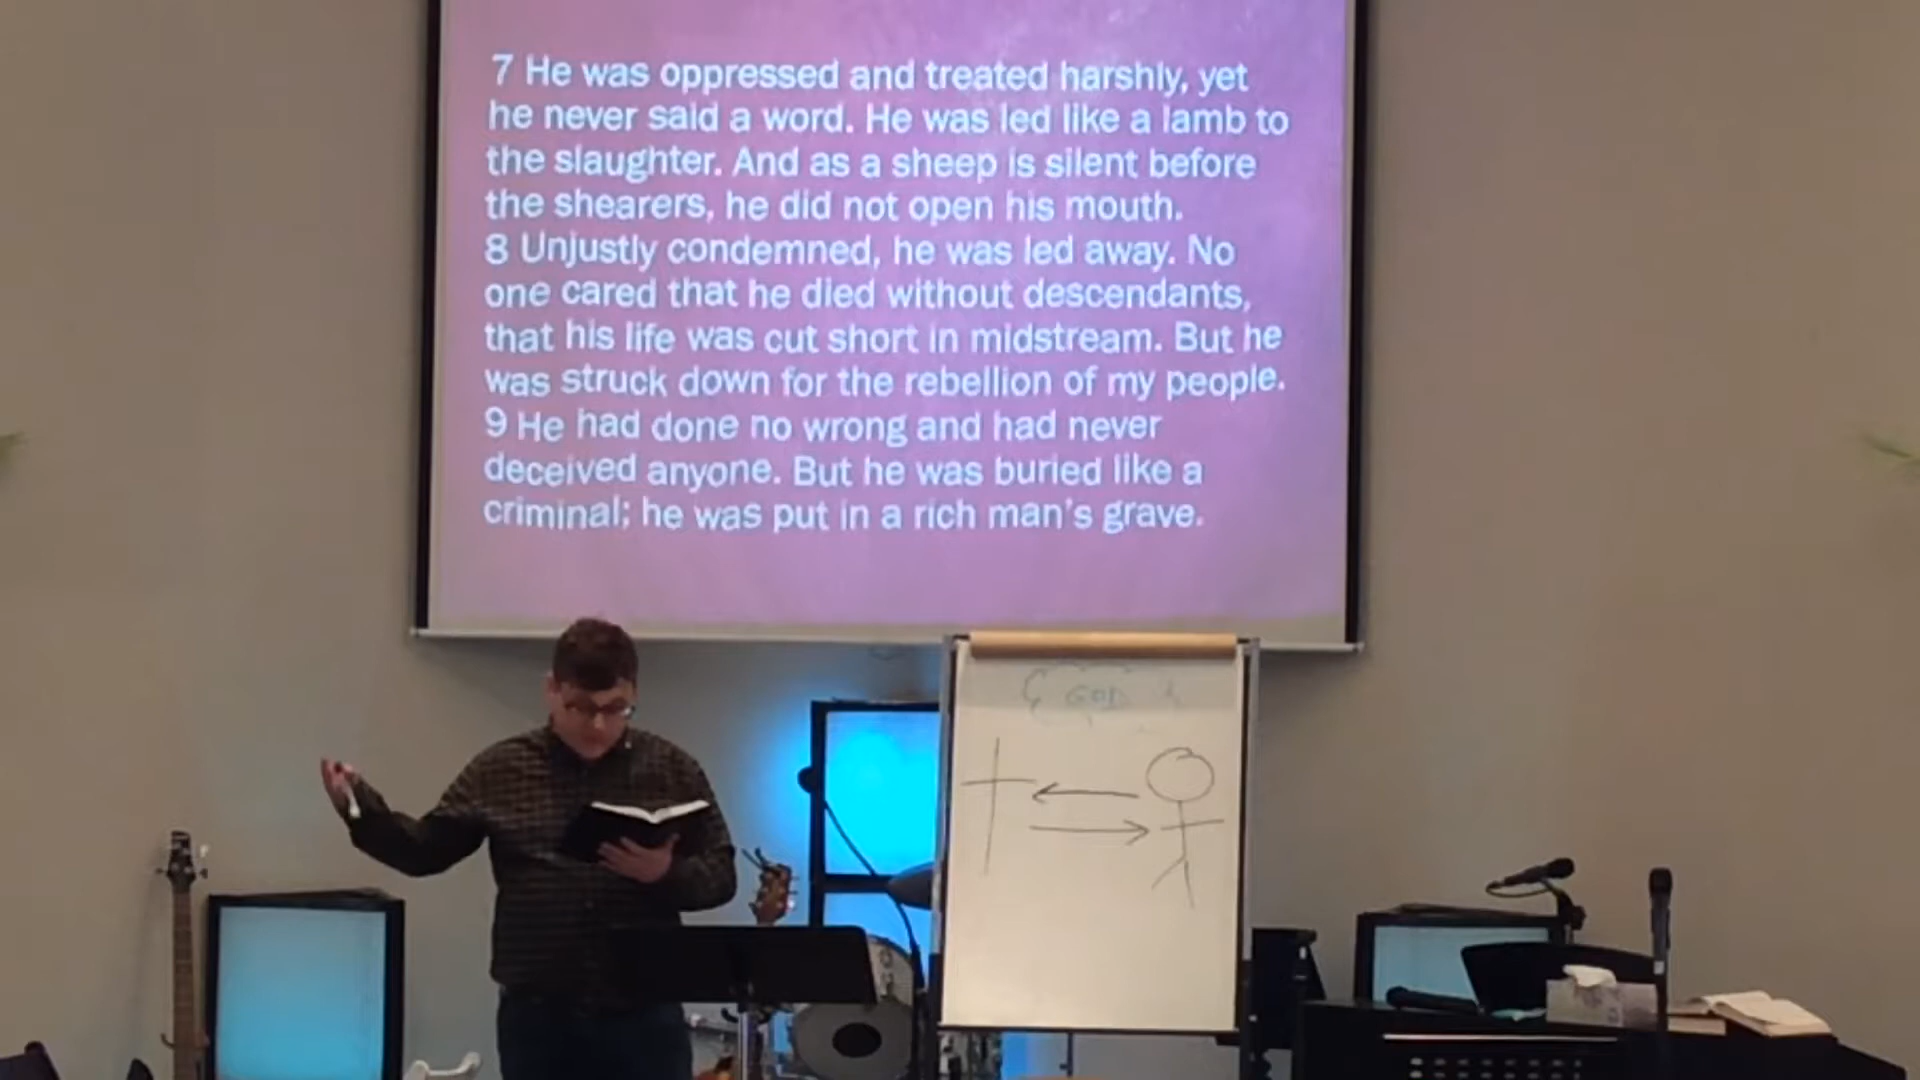 7 He was oppressed and treated harshly, yet
he never said a word. He was led like a lamb to
the slaughter. And as a sheep is silent before
the shearers, he did not open his mouth.
8 Unjustly condemned, he was led away. No
one cared that he died without descendants,
that his life was cut short in midstream. But he
was struck down for the rebellion of my people.
9 He had done no wrong and had never
deceived anyone. But he was buried like a
criminal; he was put in a rich man's grave.
GOD